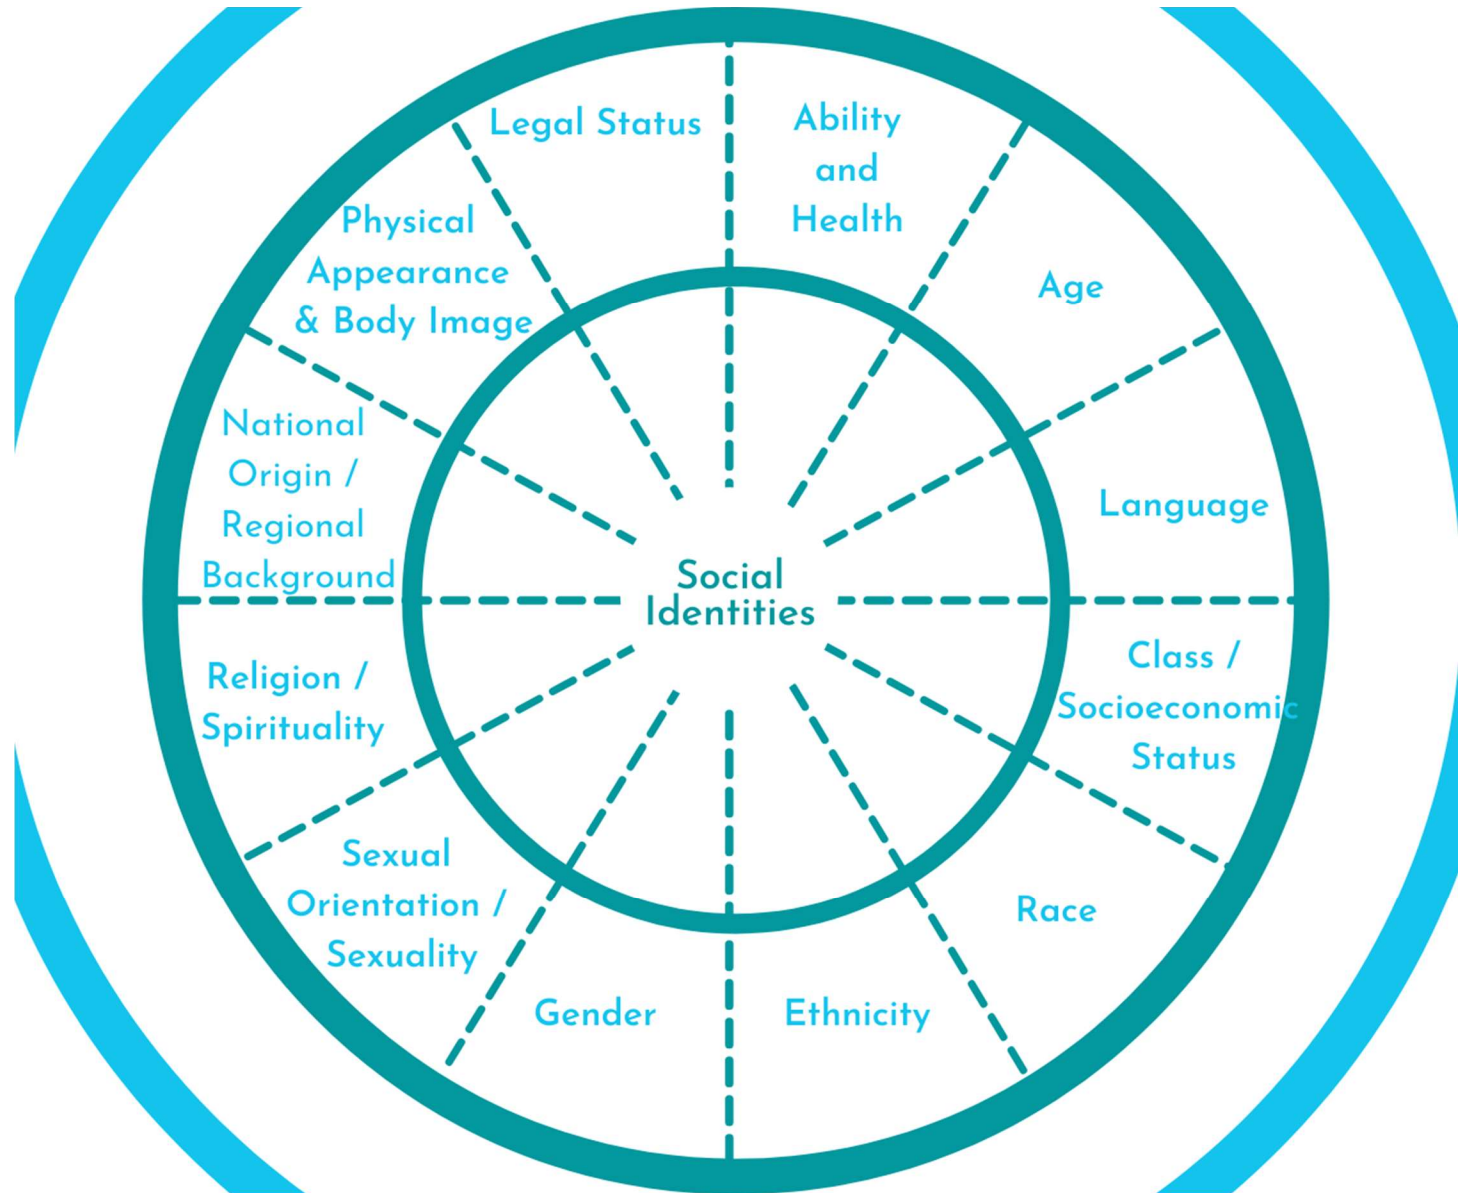 Legal Status
Ability
and
Health
Age
Language
Class /
Socioeconomic
Status
Race
Ethnicity
Gender
Sexual
Orientation /
Sexuality
Religion /
Spirituality
National
Origin /
Regional
Background
Physical
Appearance
& Body Image
Social
Identities